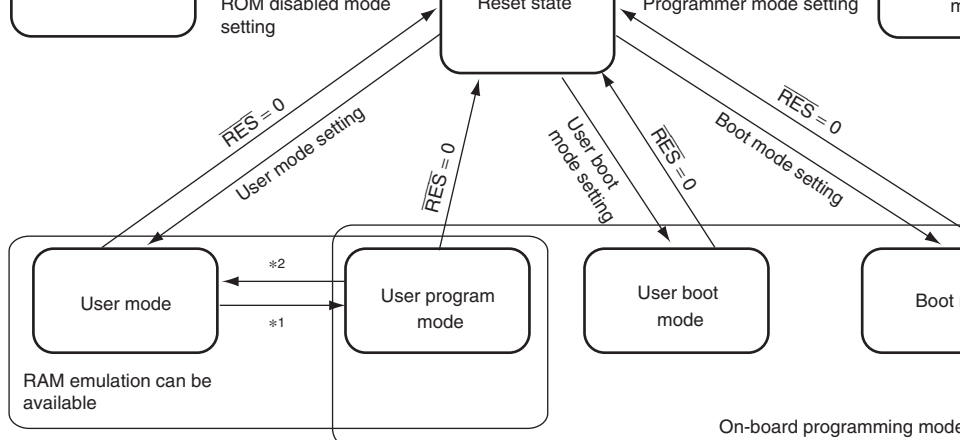 ROM disabled mode
setting
Reset state
Programmer mode setting
RES = 0
User mode setting
RES = 0
User boot
mode setting
RES = 0
Boot mode setting
RES = 0
*2
*1
User mode
User program
mode
User boot
mode
Boot
RAM emulation can be
available
On-board programming mode